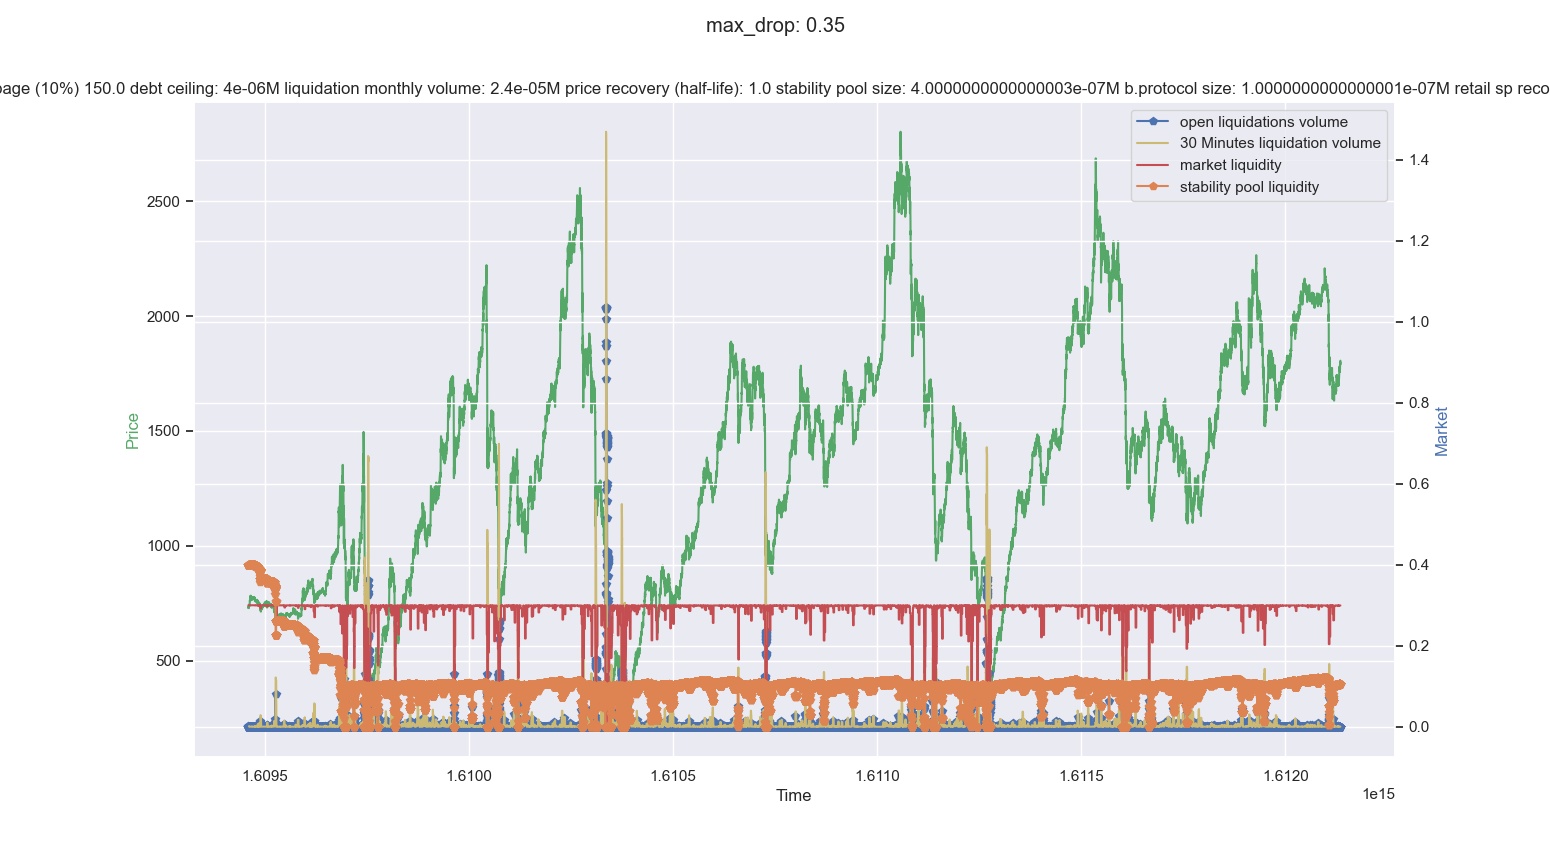 max_drop: 0.35
page (10%) 150.0 debt ceiling: 4e-06M liquidation monthly volume: 2.4e-05M price recovery (half-life): 1.0 stability pool size: 4.0000000000000003e-07M b.protocol size: 1.0000000000000001e-07M retail sp reco
open liquidations volume
30 Minutes liquidation volume
market liquidity
stability pool liquidity
2500
2000
1500
1000
500
Price
1.4
1.2
1.0
0.8
0.6
0.4
0.2
0.0
Market
1.6095 1.6100 1.6105 1.6110 1.6115 1.6120
Time
1e15